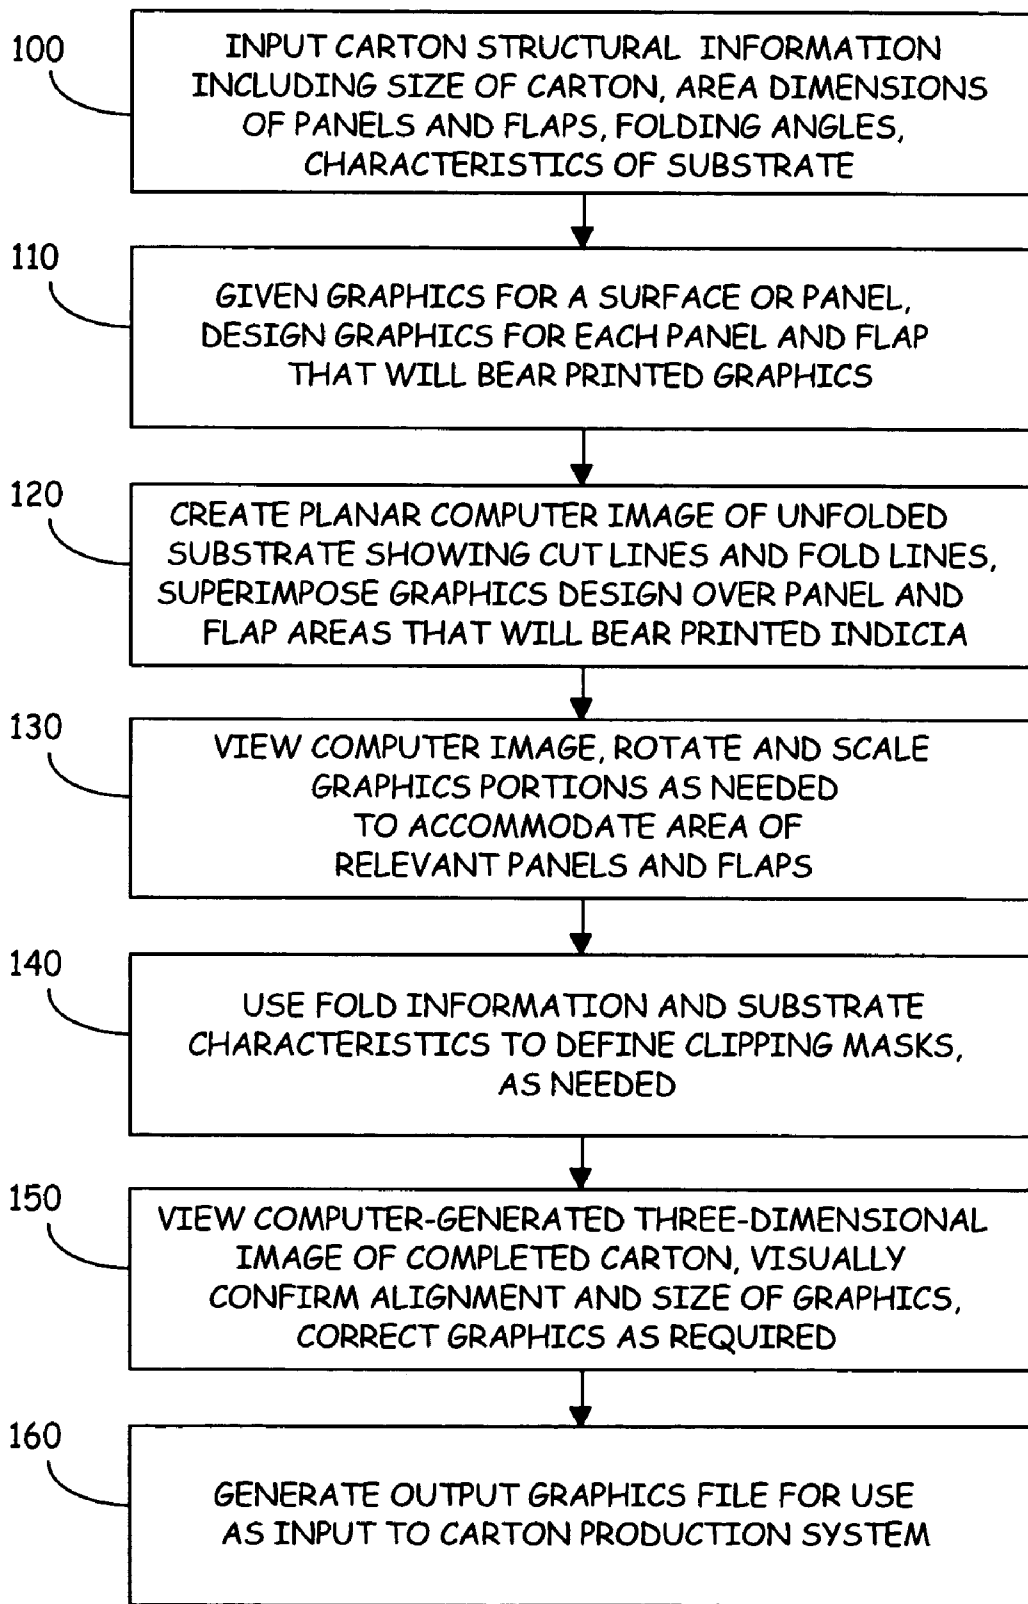 100
INPUT CARTON STRUCTURAL INFORMATION
INCLUDING SIZE OF CARTON, AREA DIMENSIONS
OF PANELS AND FLAPS, FOLDING ANGLES,
CHARACTERISTICS OF SUBSTRATE
110
GIVEN GRAPHICS FOR A SURFACE OR PANEL,
DESIGN GRAPHICS FOR EACH PANEL AND FLAP
THAT WILL BEAR PRINTED GRAPHICS
120
CREATE PLANAR COMPUTER IMAGE OF UNFOLDED
SUBSTRATE SHOWING CUT LINES AND FOLD LINES,
SUPERIMPOSE GRAPHICS DESIGN OVER PANEL AND
FLAP AREAS THAT WILL BEAR PRINTED INDICIA
130
VIEW COMPUTER IMAGE, ROTATE AND SCALE
GRAPHICS PORTIONS AS NEEDED
TO ACCOMMODATE AREA OF
RELEVANT PANELS AND FLAPS
140
USE FOLD INFORMATION AND SUBSTRATE
CHARACTERISTICS TO DEFINE CLIPPING MASKS,
AS NEEDED
150
VIEW COMPUTER-GENERATED THREE-DIMENSIONAL
IMAGE OF COMPLETED CARTON, VISUALLY
CONFIRM ALIGNMENT AND SIZE OF GRAPHICS,
CORRECT GRAPHICS AS REQUIRED
160
GENERATE OUTPUT GRAPHICS FILE FOR USE
AS INPUT TO CARTON PRODUCTION SYSTEM